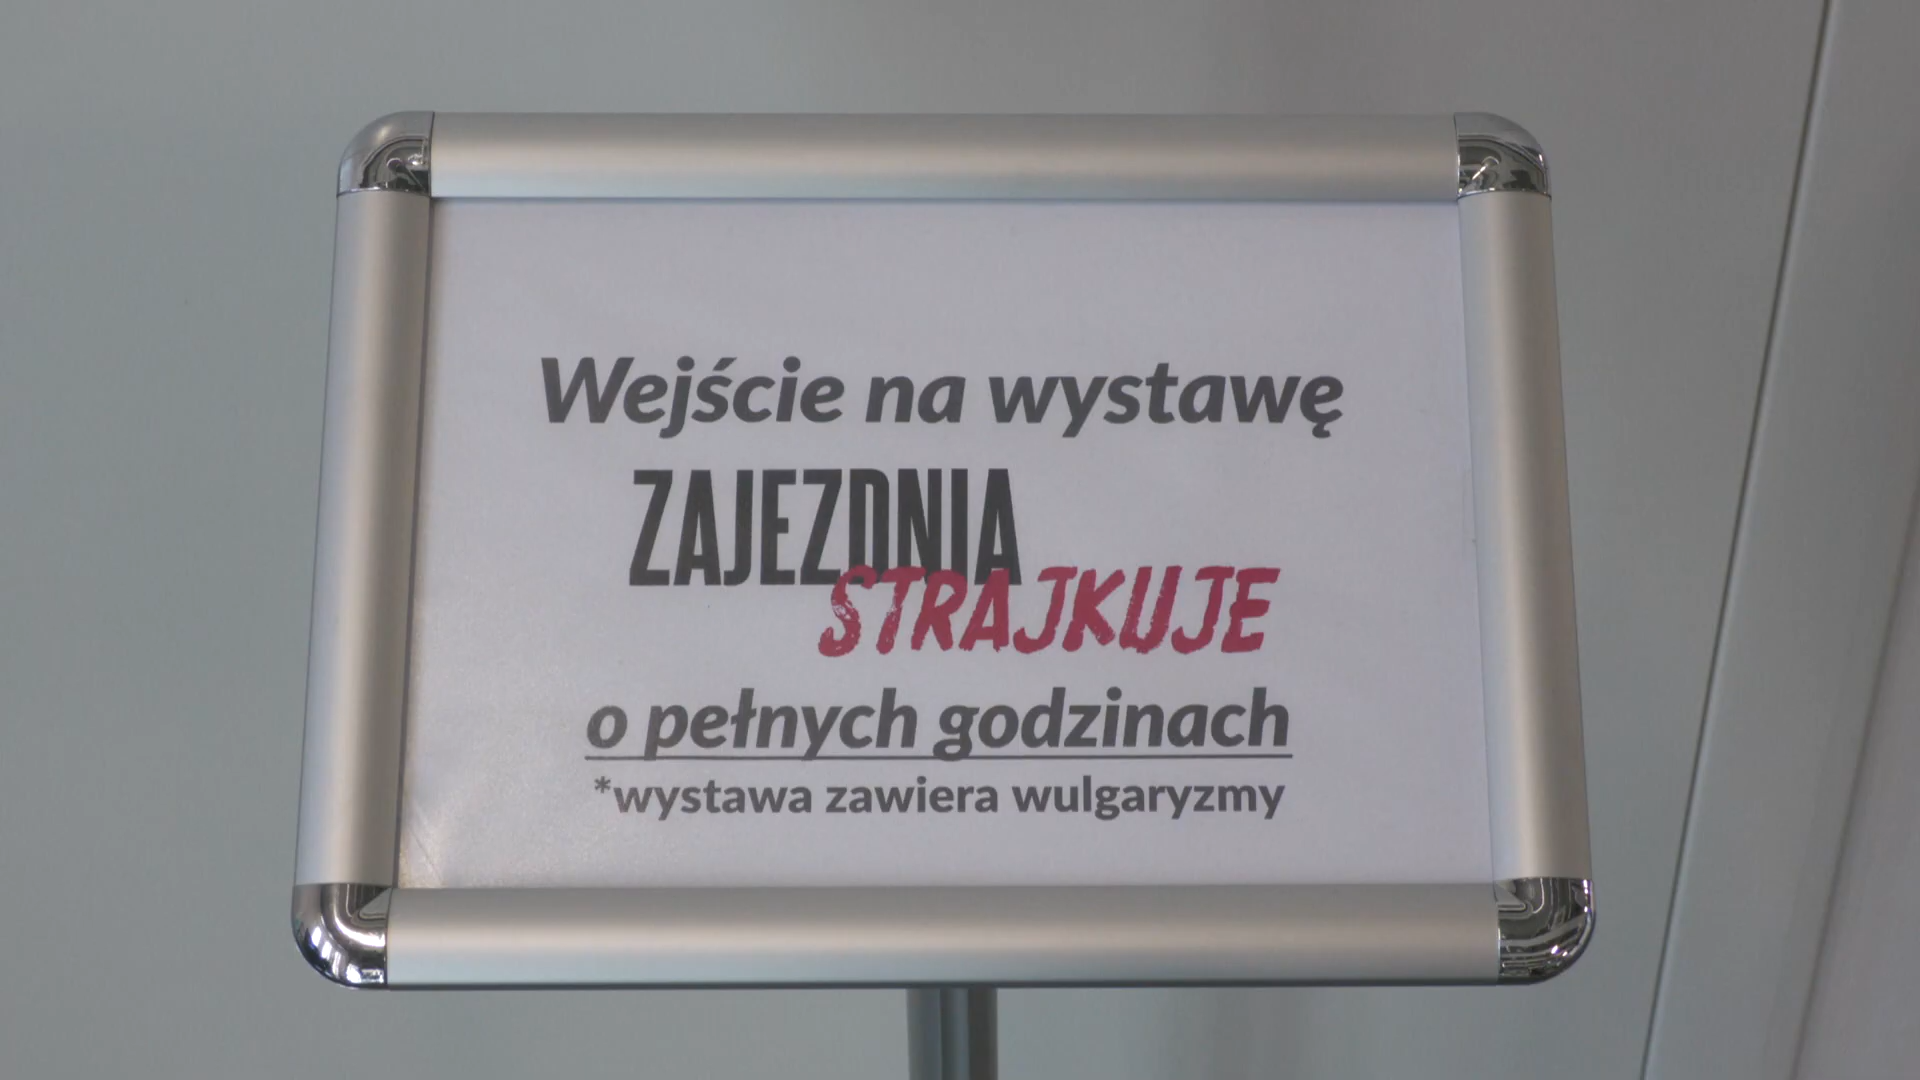 Wejście na wystawę
ZAJEZDNIA
STRAJKUJE
o pełnych godzinach
*wystawa zawiera wulgaryzmy